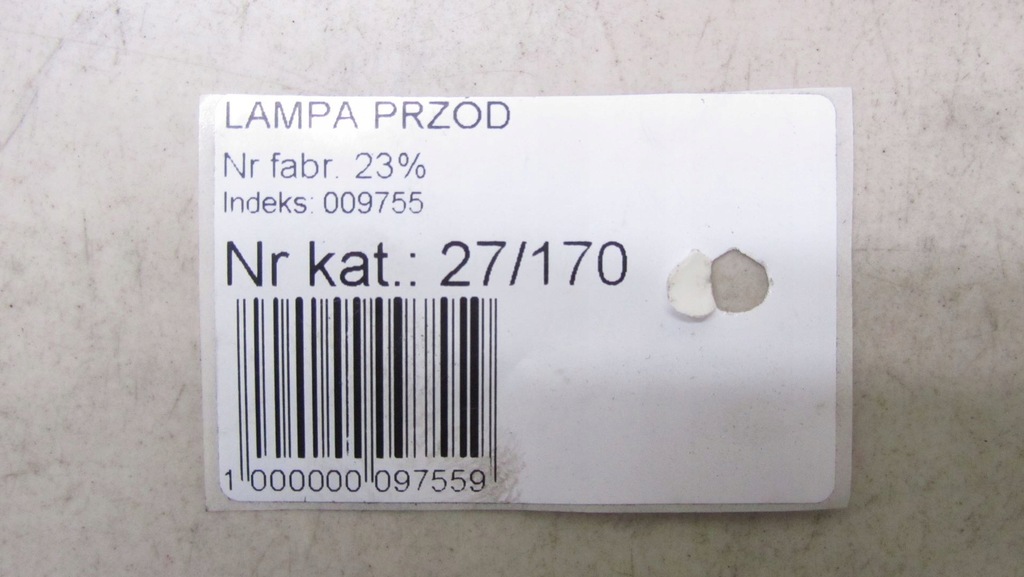 LAMPA PRZÓD
Nr fabr. 23%
Indeks: 009755
Nr kat.: 27/170
1 000000 097559